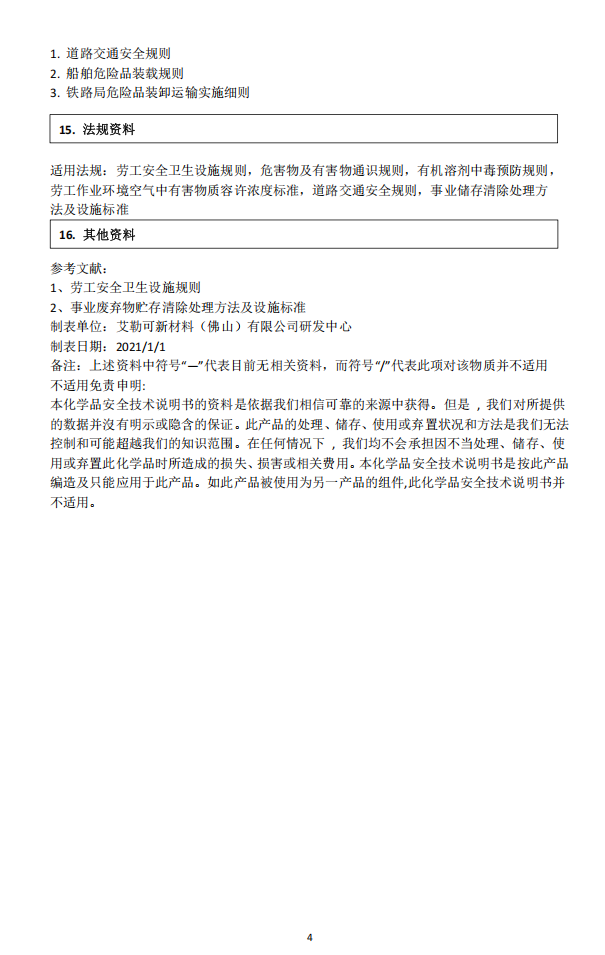 1. 道路交通安全规则
2. 船舶危险品装载规则
3. 铁路局危险品装卸运输实施细则
15. 法规资料
适用法规：劳工安全卫生设施规则，危害物及有害物通识规则，有机溶剂中毒预防规则，
劳工作业环境空气中有害物质容许浓度标准，道路交通安全规则，事业储存清除处理方
法及设施标准
16. 其他资料
参考文献：
1、劳工安全卫生设施规则
2、事业废弃物贮存清除处理方法及设施标准
制表单位：艾勒可新材料（佛山）有限公司研发中心
制表日期：2021/1/1
备注：上述资料中符号“—”代表目前无相关资料，而符号“/”代表此项对该物质并不适用
不适用免责申明:
本化学品安全技术说明书的资料是依据我们相信可靠的来源中获得。但是 ，我们对所提供
的数据并沒有明示或隐含的保证。此产品的处理、储存、使用或弃置状况和方法是我们无法
控制和可能超越我们的知识范围。在任何情况下 ，我们均不会承担因不当处理、储存、使
用或弃置此化学品时所造成的损失、损害或相关费用。本化学品安全技术说明书是按此产品
编造及只能应用于此产品。如此产品被使用为另一产品的组件,此化学品安全技术说明书并
不适用。
4